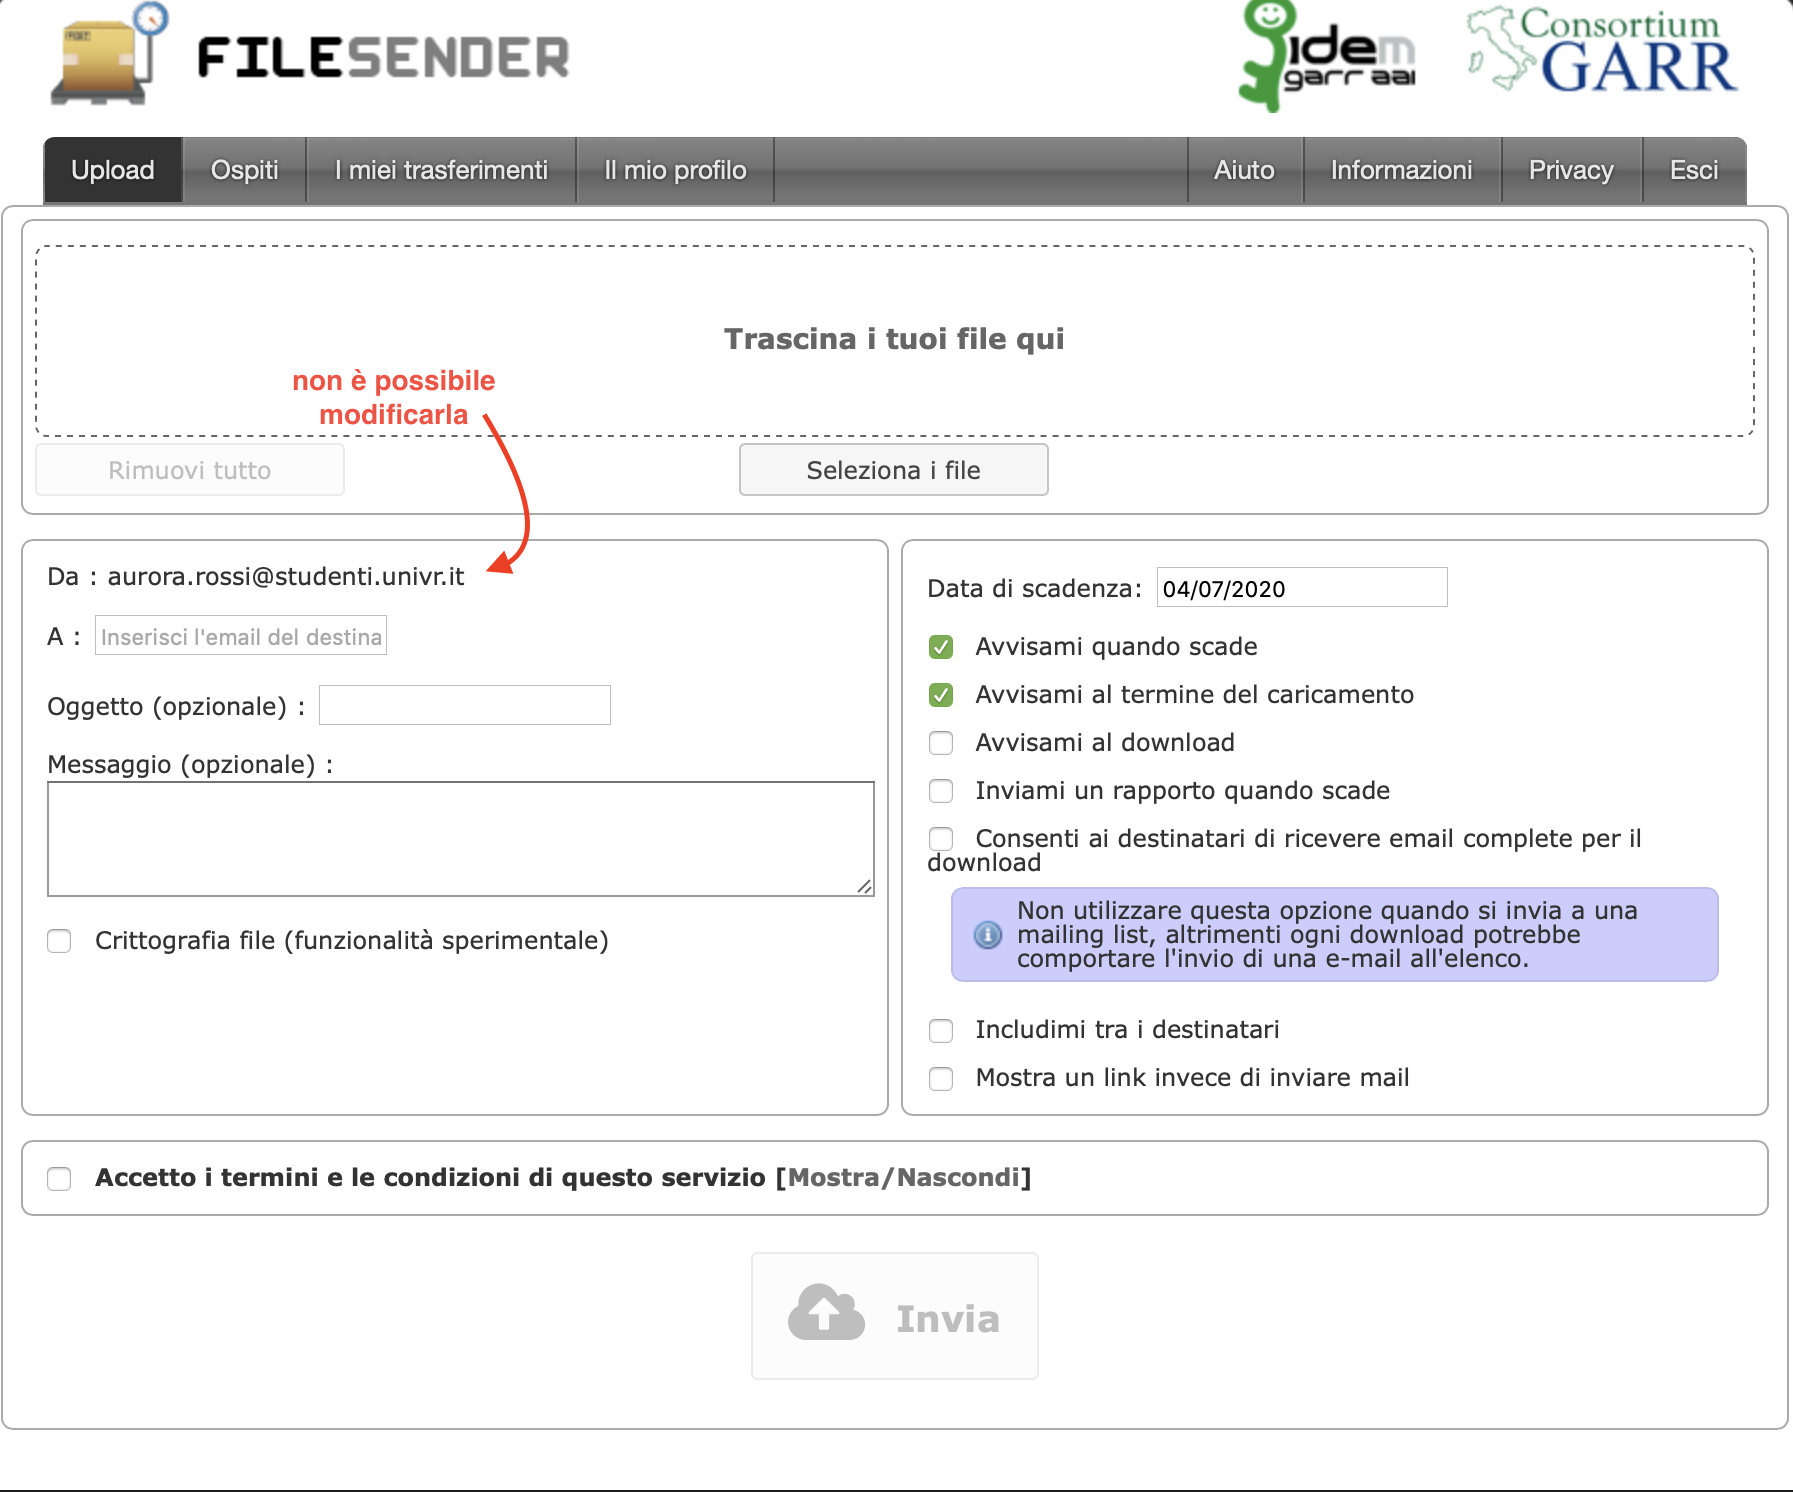 FILESENDER
idem
garr aai
Consortium
GARR
Upload
Ospiti
I miei trasferimenti
Il mio profilo
Aiuto
Informazioni
Privacy
Esci
Trascina i tuoi file qui
non è possibile
modificarla
Rimuovi tutto
Seleziona i file
Da : aurora.rossi@studenti.univr.it
A : Inserisci l'email del destina
Oggetto (opzionale) :
Messaggio (opzionale) :
Crittografia file (funzionalità sperimentale)
Data di scadenza: 04/07/2020
Avvisami quando scade
Avvisami al termine del caricamento
Avvisami al download
Inviami un rapporto quando scade
Consenti ai destinatari di ricevere email complete per il
download
Non utilizzare questa opzione quando si invia a una
mailing list, altrimenti ogni download potrebbe
comportare l'invio di una e-mail all'elenco.
Includimi tra i destinatari
Mostra un link invece di inviare mail
Accetto i termini e le condizioni di questo servizio [Mostra/Nascondi]
Invia